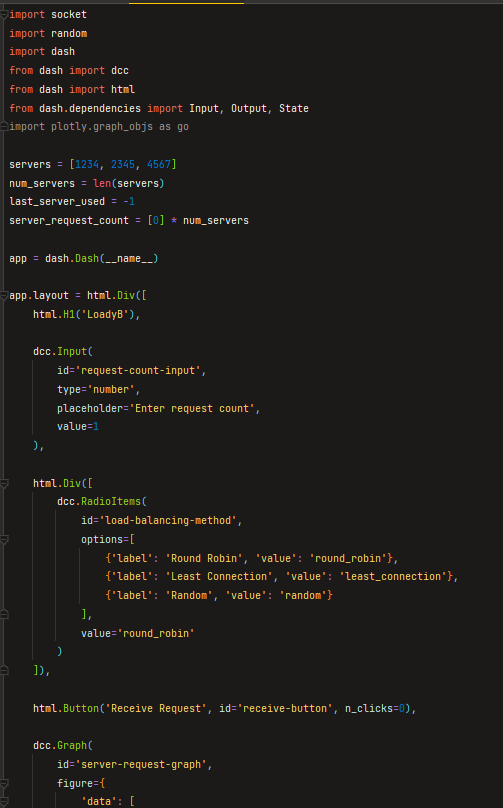 import socket
import random
import dash
from dash import dcc
from dash import html
from dash.dependencies import Input, Output, State
import plotly.graph_objs as go

servers = [1234, 2345, 4567]
num_servers = len(servers)
last_server_used = -1
server_request_count = [0] * num_servers

app = dash.Dash(__name__)

app.layout = html.Div([
    html.H1('LoadyB'),

    dcc.Input(
        id='request-count-input',
        type='number',
        placeholder='Enter request count',
        value=1
    ),

    html.Div([
        dcc.RadioItems(
            id='load-balancing-method',
            options=[
                {'label': 'Round Robin', 'value': 'round_robin'},
                {'label': 'Least Connection', 'value': 'least_connection'},
                {'label': 'Random', 'value': 'random'}
            ],
            value='round_robin'
        )
    ]),

    html.Button('Receive Request', id='receive-button', n_clicks=0),

    dcc.Graph(
        id='server-request-graph',
        figure={
            'data': [